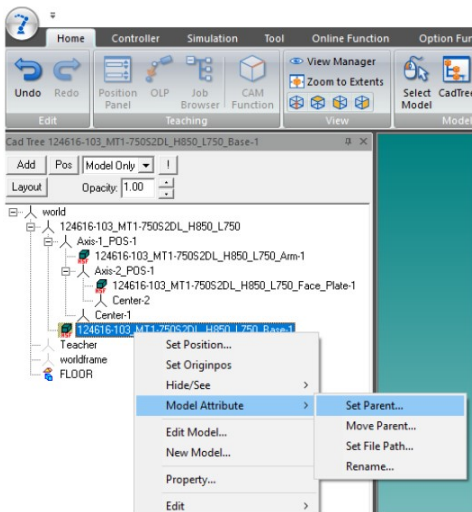 Home Controller Simulation Tool Online Function Option Fun
Undo Redo Position Panel OLP Job Browser CAM Function View Manager Zoom to Extents Select Model CadTree
Edit Teaching View Model
Cad Tree 124616-103_MT1-750S2DL_H850_L750_Base-1
Add Pos Model Only !
Layout Opacity: 1.00
world
124616-103_MT1-750S2DL_H850_L750
Axis-1_POS-1
124616-103_MT1-750S2DL_H850_L750_Arm-1
Axis-2_POS-1
124616-103_MT1-750S2DL_H850_L750_Face_Plate-1
Center-2
Center-1
124616-103_MT1-750S2DL_H850_L750_Base-1
Teacher
worldframe
FLOOR
Set Position...
Set Originpos
Hide/See
Model Attribute
Edit Model...
New Model...
Property...
Edit
Set Parent...
Move Parent...
Set File Path...
Rename...